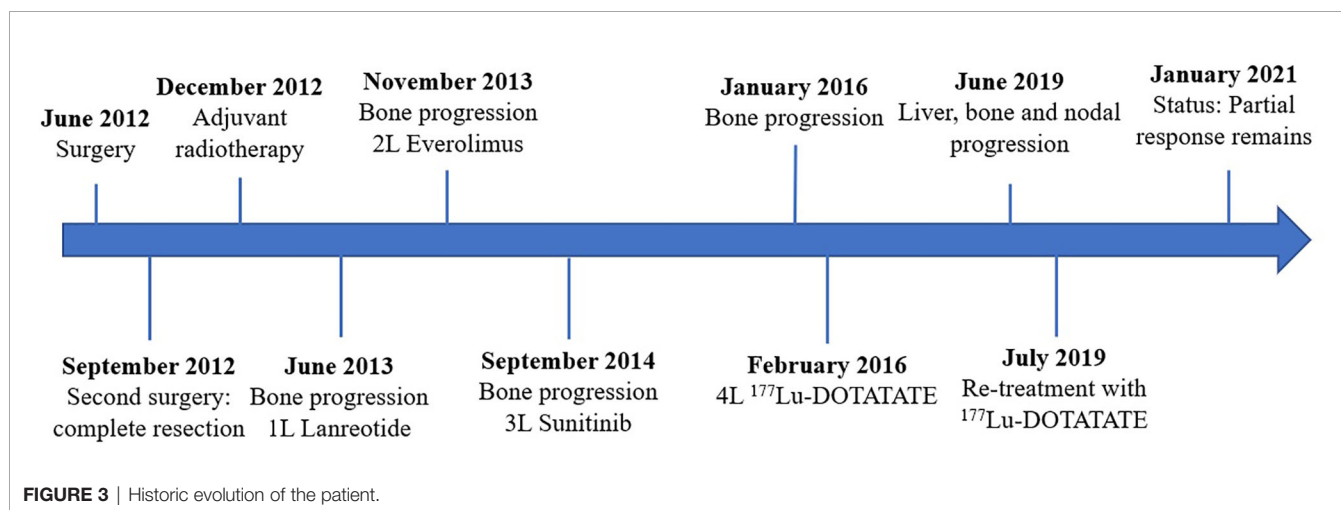 June 2012
Surgery
December 2012
Adjuvant
radiotherapy
November 2013
Bone progression
2L Everolimus
January 2016
Bone progression
June 2019
Liver, bone and nodal
progression
January 2021
Status: Partial
response remains
September 2012
Second surgery:
complete resection
June 2013
Bone progression
1L Lanreotide
September 2014
Bone progression
3L Sunitinib
February 2016
4L ¹⁷⁷Lu-DOTATATE
July 2019
Re-treatment with
¹⁷⁷Lu-DOTATATE
FIGURE 3 | Historic evolution of the patient.